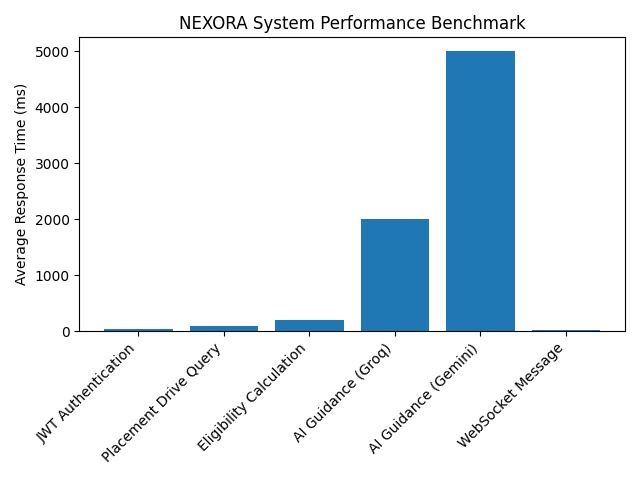 NEXORA System Performance Benchmark
Average Response Time (ms)
5000
4000
3000
2000
1000
0
JWT Authentication
Placement Drive Query
Eligibility Calculation
AI Guidance (Groq)
AI Guidance (Gemini)
WebSocket Message